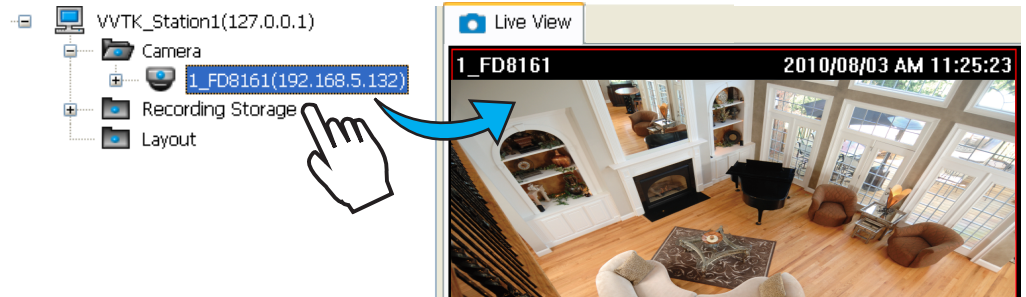 VVTK_Station1(127.0.0.1)
Camera
1_FD8161(192.168.5.132)
Recording Storage
Layout
Live View
1_FD8161 2010/08/03 AM 11:25:23